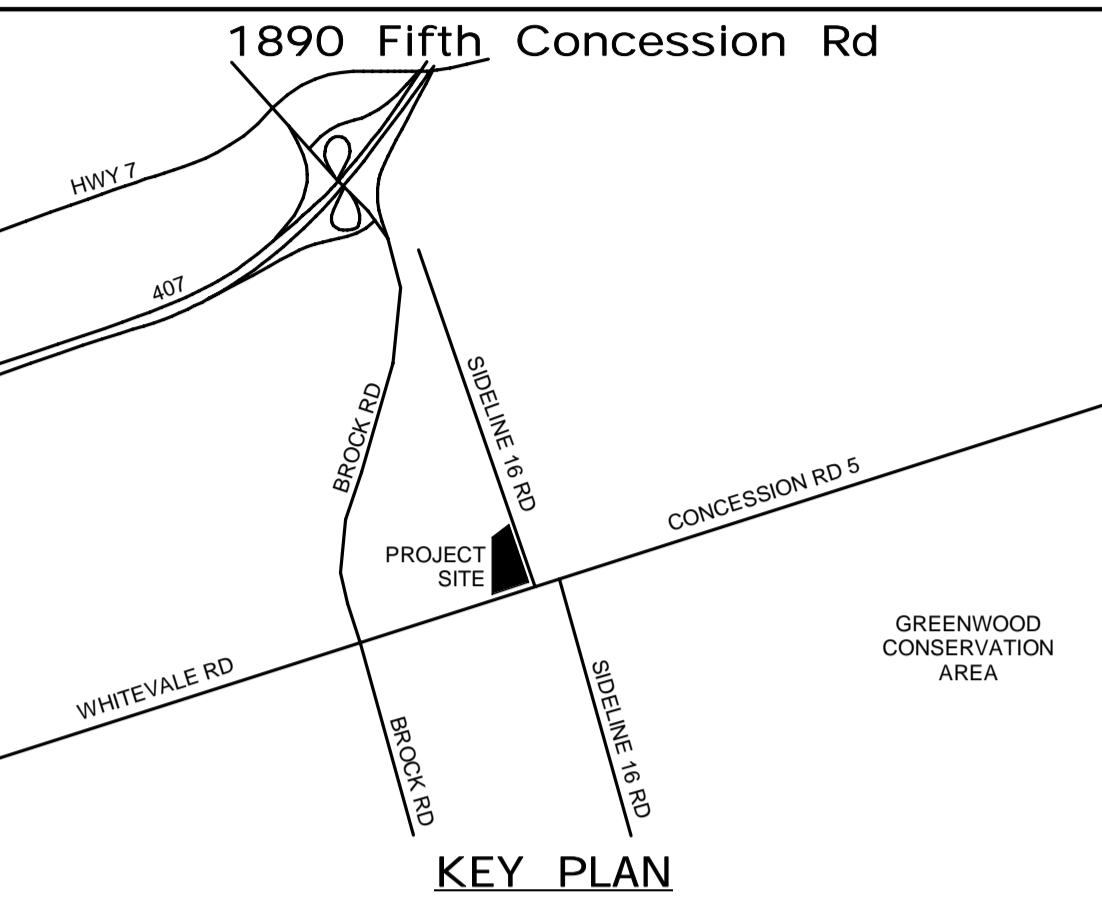 1890 Fifth Concession Rd
HWY 7
407
SIDELINE 16 RD
BROCK RD
CONCESSION RD 5
PROJECT
SITE
GREENWOOD
CONSERVATION
AREA
WHITEVALE RD
SIDELINE 16 RD
BROCK RD
KEY PLAN